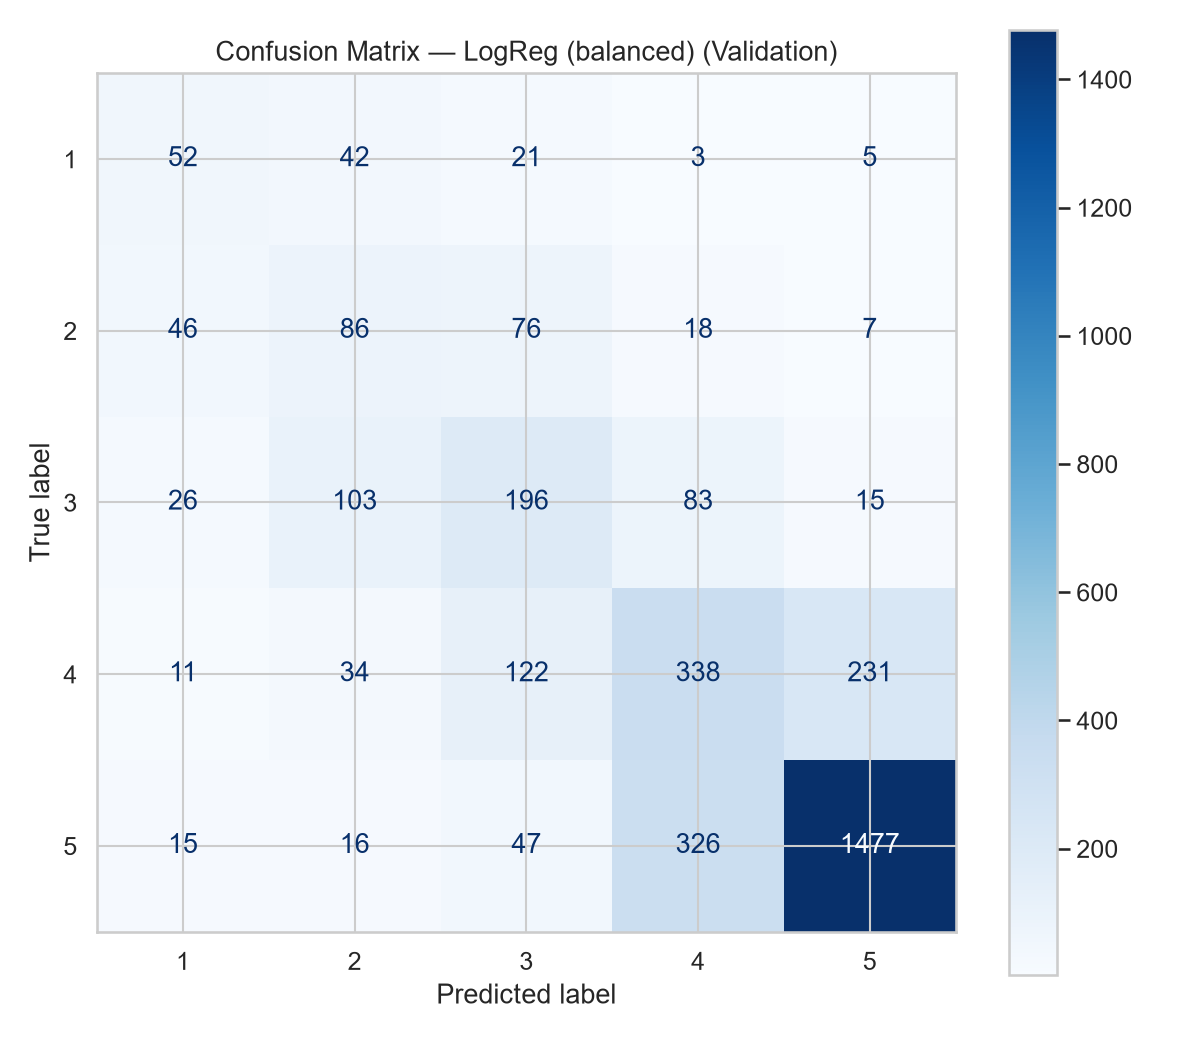 Confusion Matrix — LogReg (balanced) (Validation)
1 52 42 21 3 5
2 46 86 76 18 7
3 26 103 196 83 15
4 11 34 122 338 231
5 15 16 47 326 1477
1 2 3 4 5
Predicted label
True label
1400
1200
1000
800
600
400
200